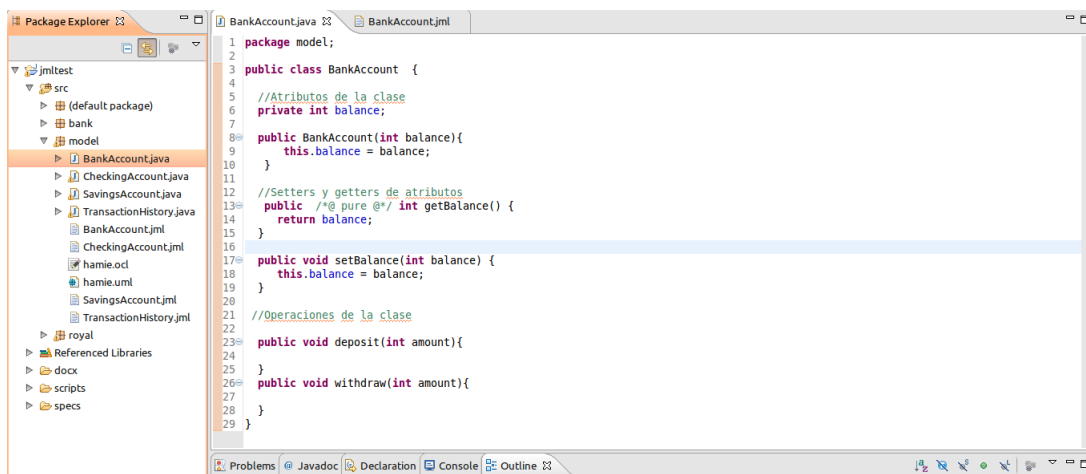 Package Explorer
jmltest
src
(default package)
bank
model
BankAccount.java
CheckingAccount.java
SavingsAccount.java
TransactionHistory.java
BankAccount.jml
CheckingAccount.jml
hamie.ocl
hamie.uml
SavingsAccount.jml
TransactionHistory.jml
royal
Referenced Libraries
docx
scripts
specs
BankAccount.java BankAccount.jml
1 package model;
2
3 public class BankAccount  {
4
5 //Atributos de la clase
6 private int balance;
7
8 public BankAccount(int balance){
9 this.balance = balance;
10 }
11
12 //Setters y getters de atributos
13 public  /*@ pure @*/ int getBalance() {
14 return balance;
15 }
16
17 public void setBalance(int balance) {
18 this.balance = balance;
19 }
20
21 //Operaciones de la clase
22
23 public void deposit(int amount){
24
25 }
26 public void withdraw(int amount){
27
28 }
29 }
Problems @ Javadoc Declaration Console Outline